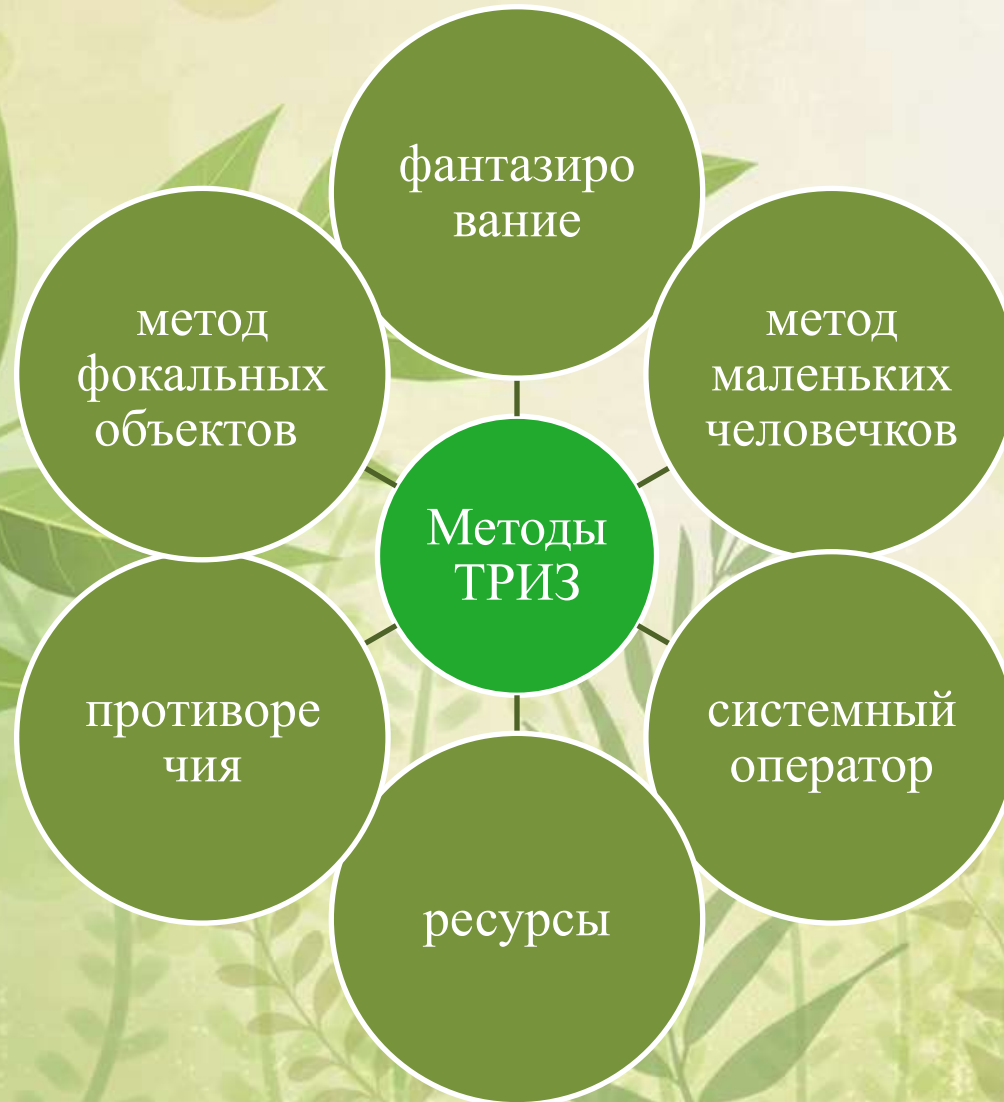 фантазиро
вание
метод
маленьких
человечков
системный
оператор
ресурсы
противоре
чия
метод
фокальных
объектов
Методы
ТРИЗ